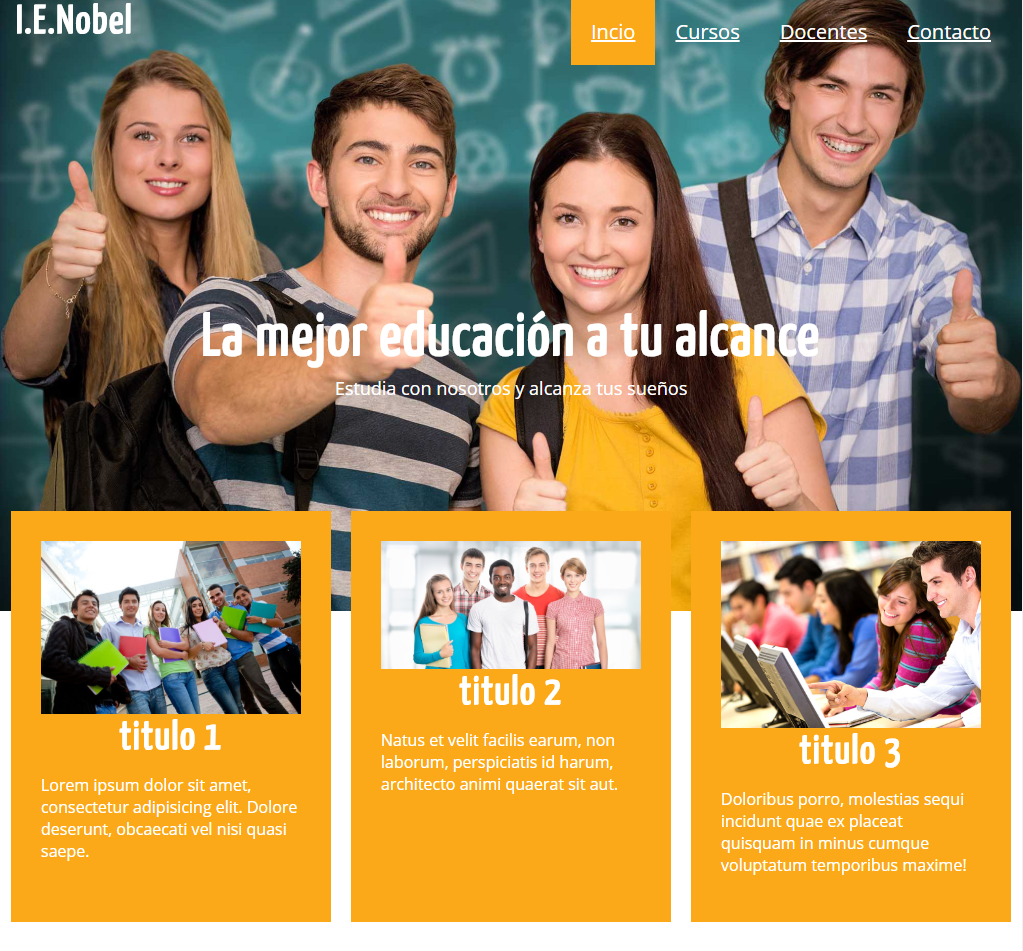 I.E.Nobel
Incio Cursos Docentes Contacto
La mejor educación a tu alcance
Estudia con nosotros y alcanza tus sueños
titulo 1
Lorem ipsum dolor sit amet,
consectetur adipisicing elit. Dolore
deserunt, obcaecati vel nisi quasi
saepe.
titulo 2
Natus et velit facilis earum, non
laborum, perspiciatis id harum,
architecto animi quaerat sit aut.
titulo 3
Doloribus porro, molestias sequi
incidunt quae ex placeat
quisquam in minus cumque
voluptatum temporibus maxime!